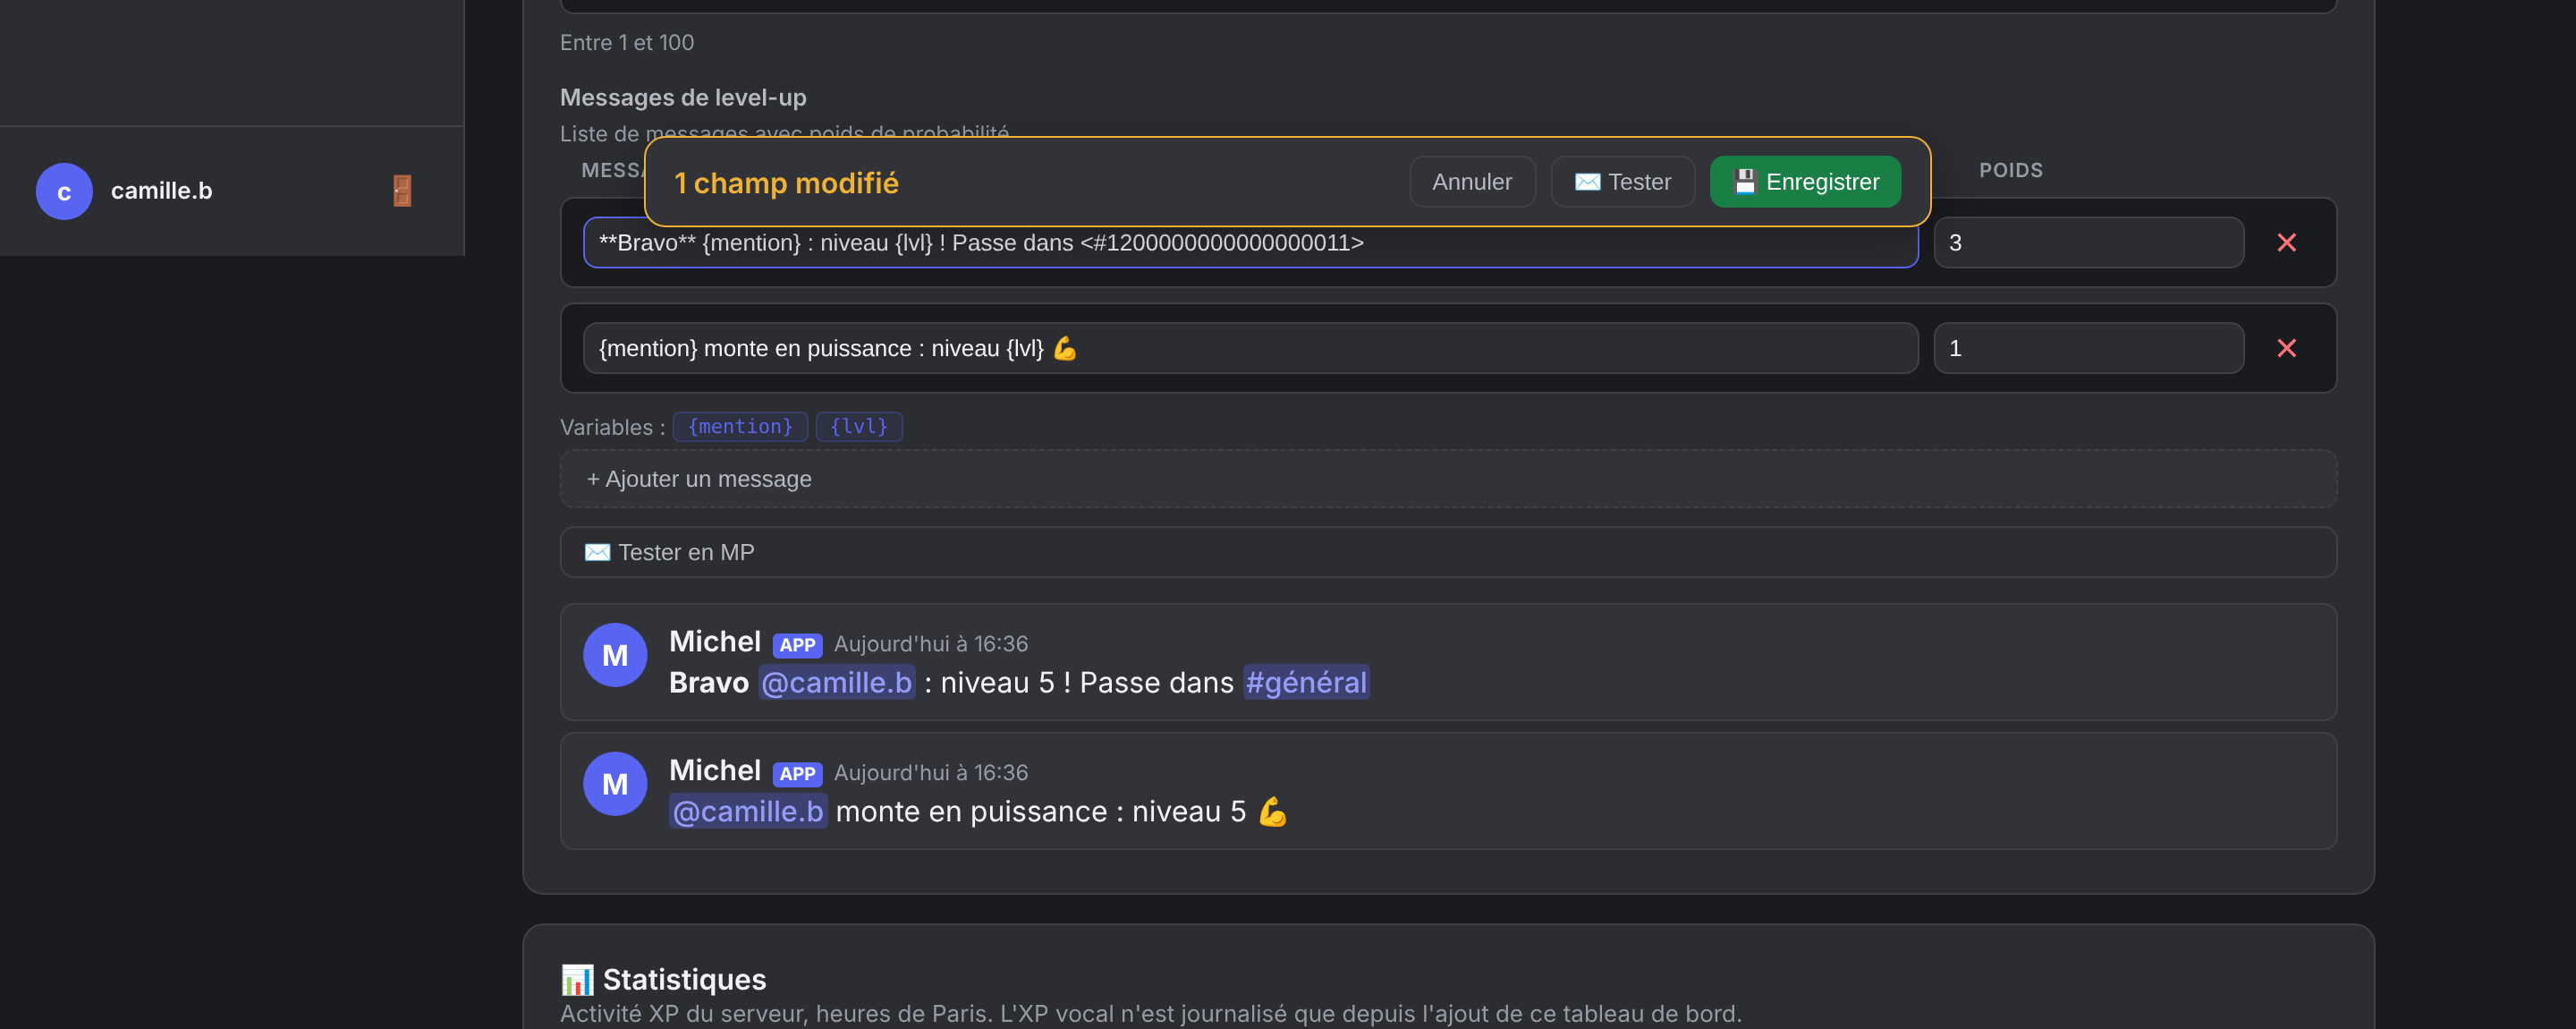 Entre 1 et 100
Messages de level-up
Liste de messages avec poids de probabilité
1 champ modifié
Annuler
✉️ Tester
💾 Enregistrer
POIDS
**Bravo** {mention} : niveau {lvl} ! Passe dans <#1200000000000000011>
3
✕
{mention} monte en puissance : niveau {lvl} 💪
1
✕
Variables : {mention} {lvl}
+ Ajouter un message
✉️ Tester en MP
M
Michel APP Aujourd'hui à 16:36
Bravo @camille.b : niveau 5 ! Passe dans #général
M
Michel APP Aujourd'hui à 16:36
@camille.b monte en puissance : niveau 5 💪
📊 Statistiques
Activité XP du serveur, heures de Paris. L'XP vocal n'est journalisé que depuis l'ajout de ce tableau de bord.
c
camille.b